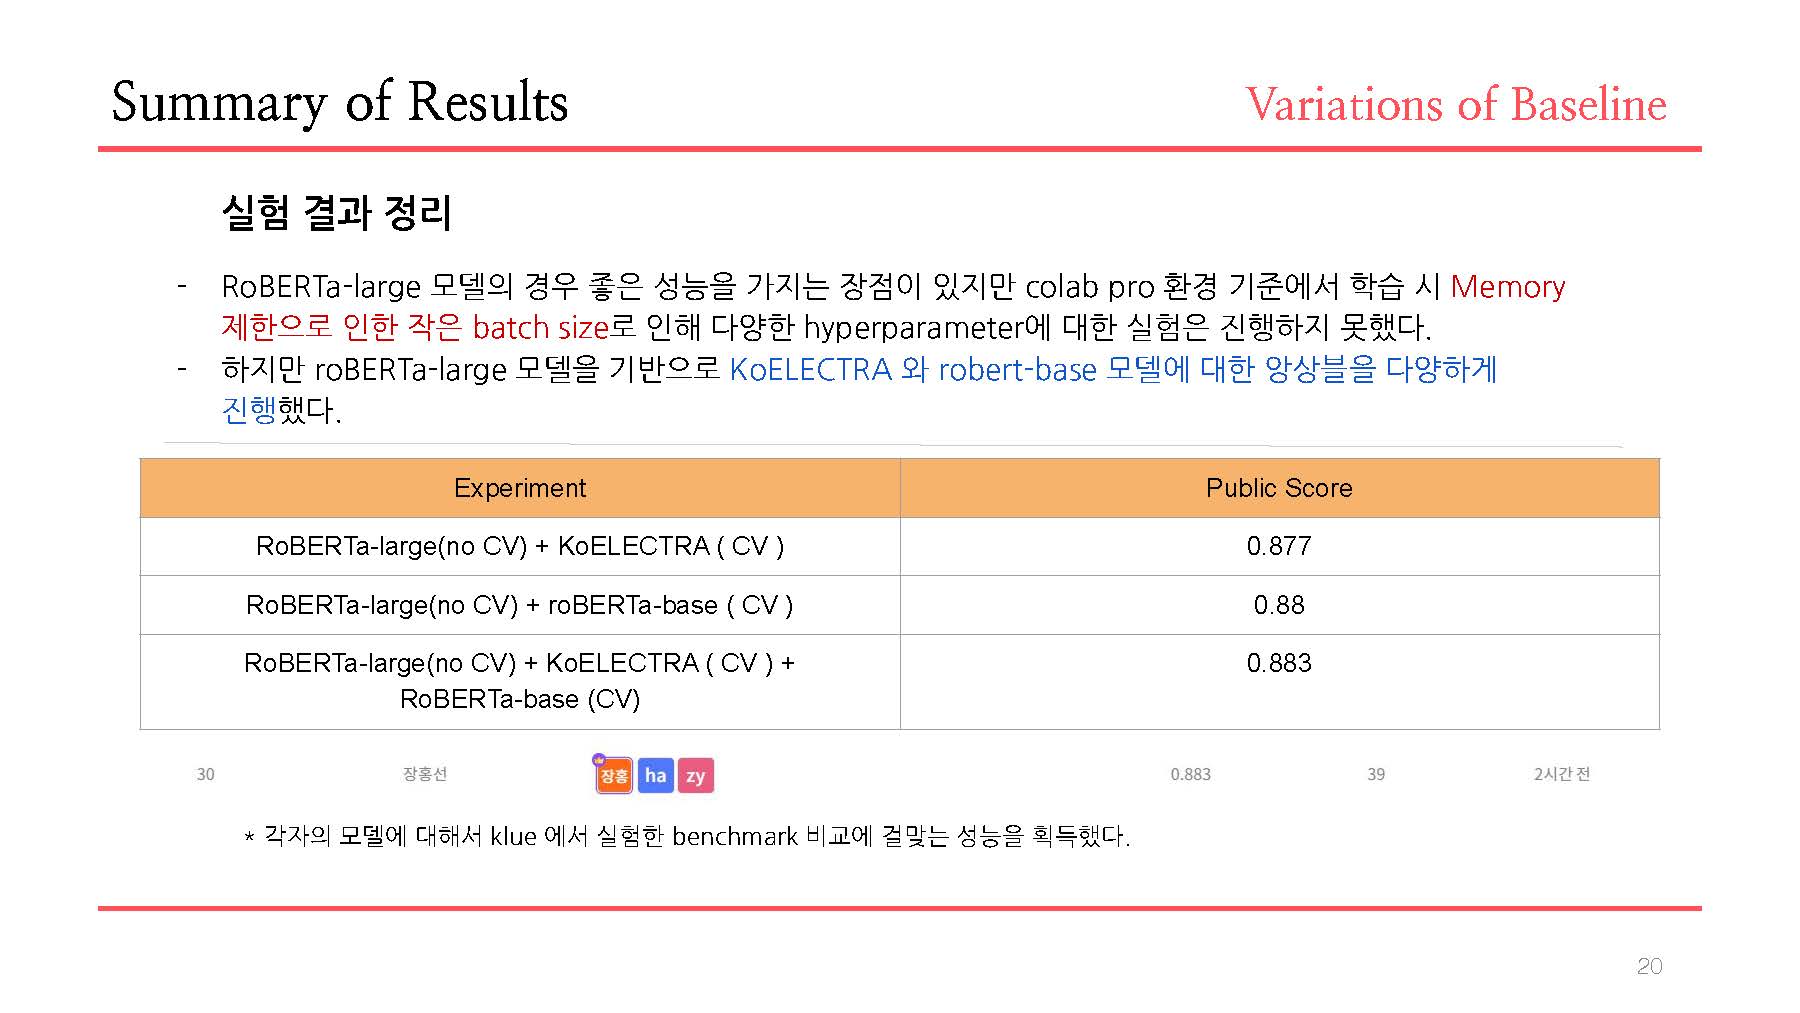 Summary of Results
Variations of Baseline
실험 결과 정리
- RoBERTa-large 모델의 경우 좋은 성능을 가지는 장점이 있지만 colab pro 환경 기준에서 학습 시 Memory
제한으로 인한 작은 batch size로 인해 다양한 hyperparameter에 대한 실험은 진행하지 못했다.
- 하지만 roBERTa-large 모델을 기반으로 KoELECTRA 와 robert-base 모델에 대한 앙상블을 다양하게
진행했다.
Experiment Public Score
RoBERTa-large(no CV) + KoELECTRA ( CV ) 0.877
RoBERTa-large(no CV) + roBERTa-base ( CV ) 0.88
RoBERTa-large(no CV) + KoELECTRA ( CV ) + 0.883
RoBERTa-base (CV)
30 장홍선 장홍 ha zy 0.883 39 2시간 전
* 각자의 모델에 대해서 klue 에서 실험한 benchmark 비교에 걸맞는 성능을 획득했다.
20